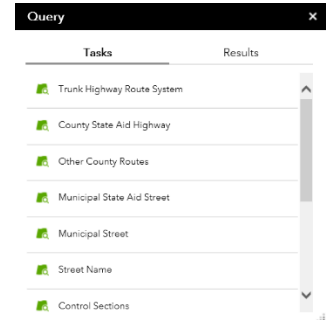 Query ×
Tasks Results
Trunk Highway Route System
County State Aid Highway
Other County Routes
Municipal State Aid Street
Municipal Street
Street Name
Control Sections